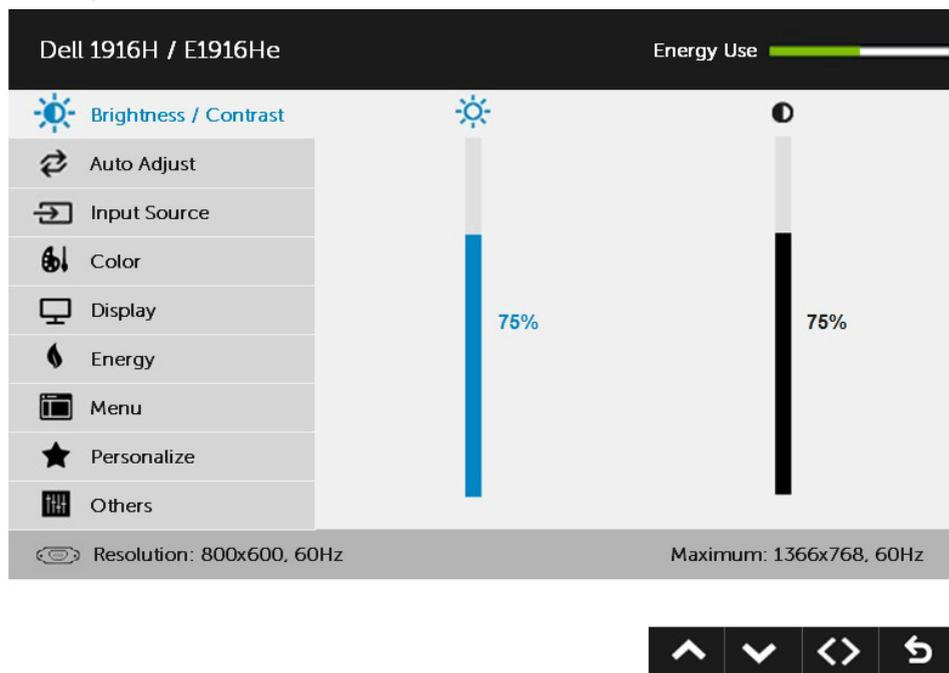 Dell 1916H / E1916He
Energy Use
Brightness / Contrast
Auto Adjust
Input Source
Color
Display
Energy
Menu
Personalize
Others
75%
75%
Resolution: 800x600, 60Hz
Maximum: 1366x768, 60Hz